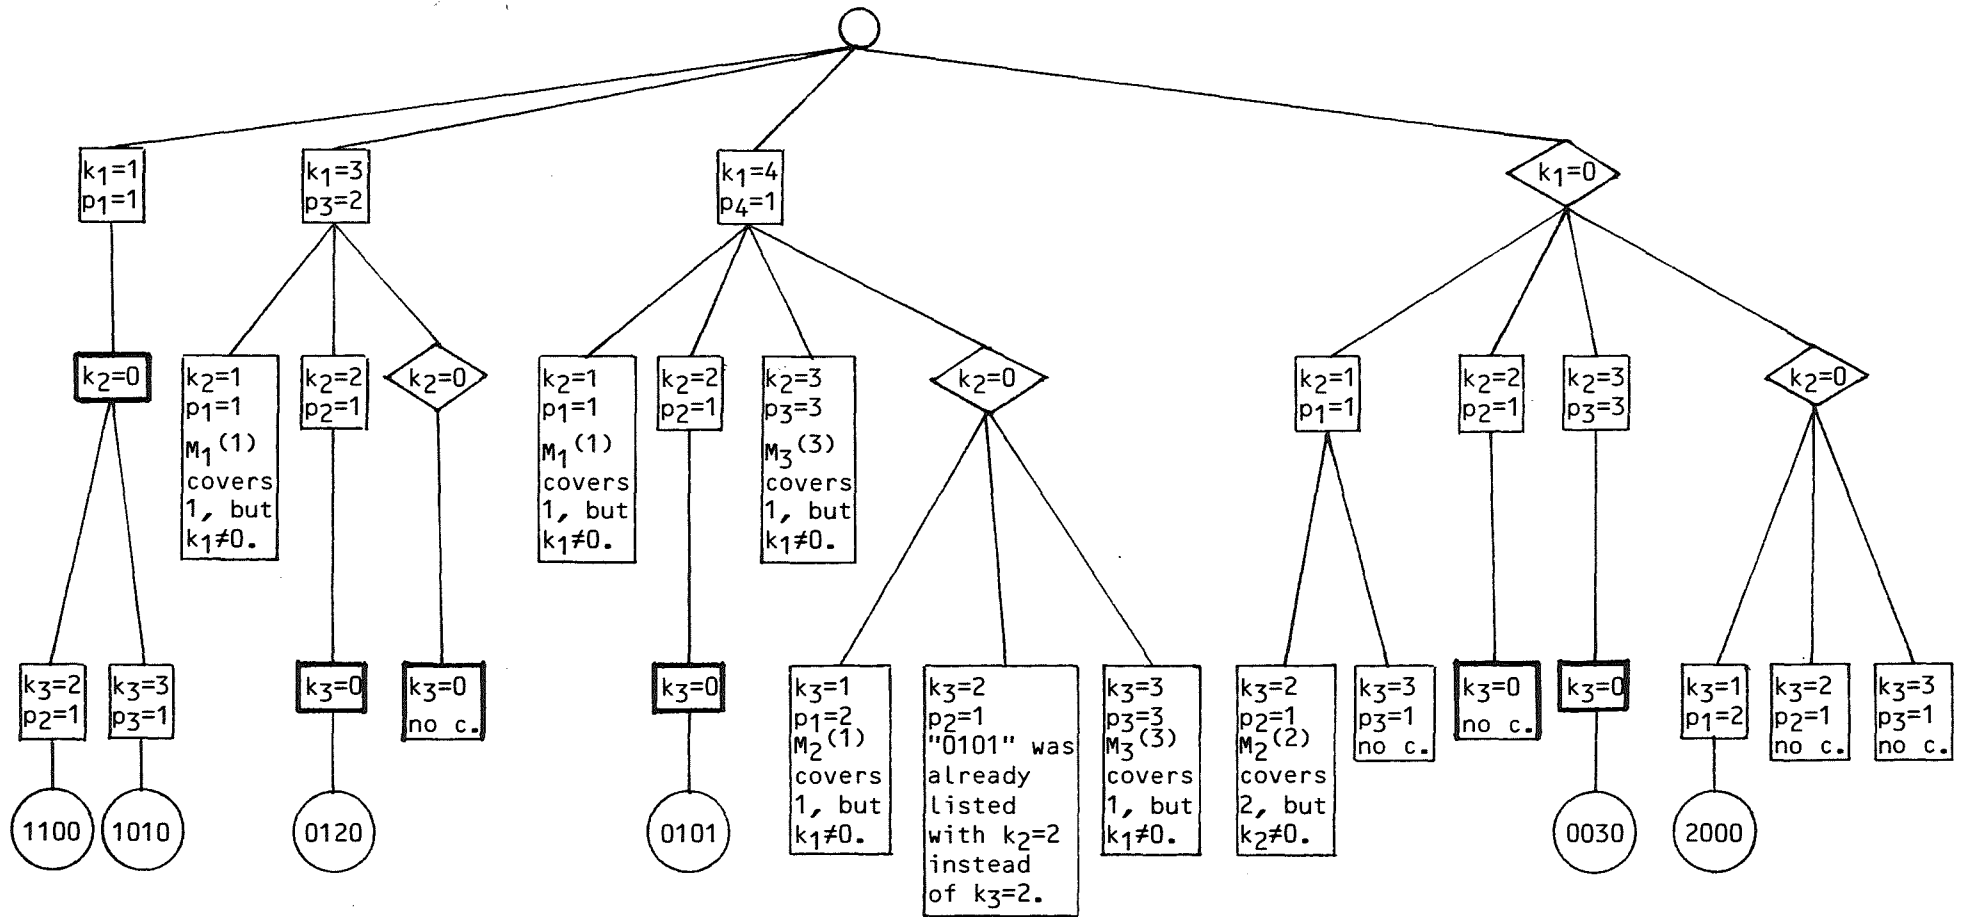 k1=1
p1=1
k1=3
p3=2
k1=4
p4=1
k1=0
k2=0
k2=1
p1=1
M1(1)
covers
1, but
k1≠0.
k2=2
p2=1
k2=0
k2=1
p1=1
M1(1)
covers
1, but
k1≠0.
k2=2
p2=1
k2=3
p3=3
M3(3)
covers
1, but
k1≠0.
k2=0
k2=1
p1=1
k2=2
p2=1
k2=3
p3=3
k2=0
k3=2
p2=1
k3=3
p3=1
k3=0
k3=0
no c.
k3=0
k3=1
p1=2
M2(1)
covers
1, but
k1≠0.
k3=2
p2=1
"0101" was
already
listed
with k2=2
instead
of k3=2.
k3=3
p3=3
M3(3)
covers
1, but
k1≠0.
k3=2
p2=1
M2(2)
covers
2, but
k2≠0.
k3=3
p3=1
no c.
k3=0
no c.
k3=0
k3=1
p1=2
k3=2
p2=1
no c.
k3=3
p3=1
no c.
1100
1010
0120
0101
0030
2000